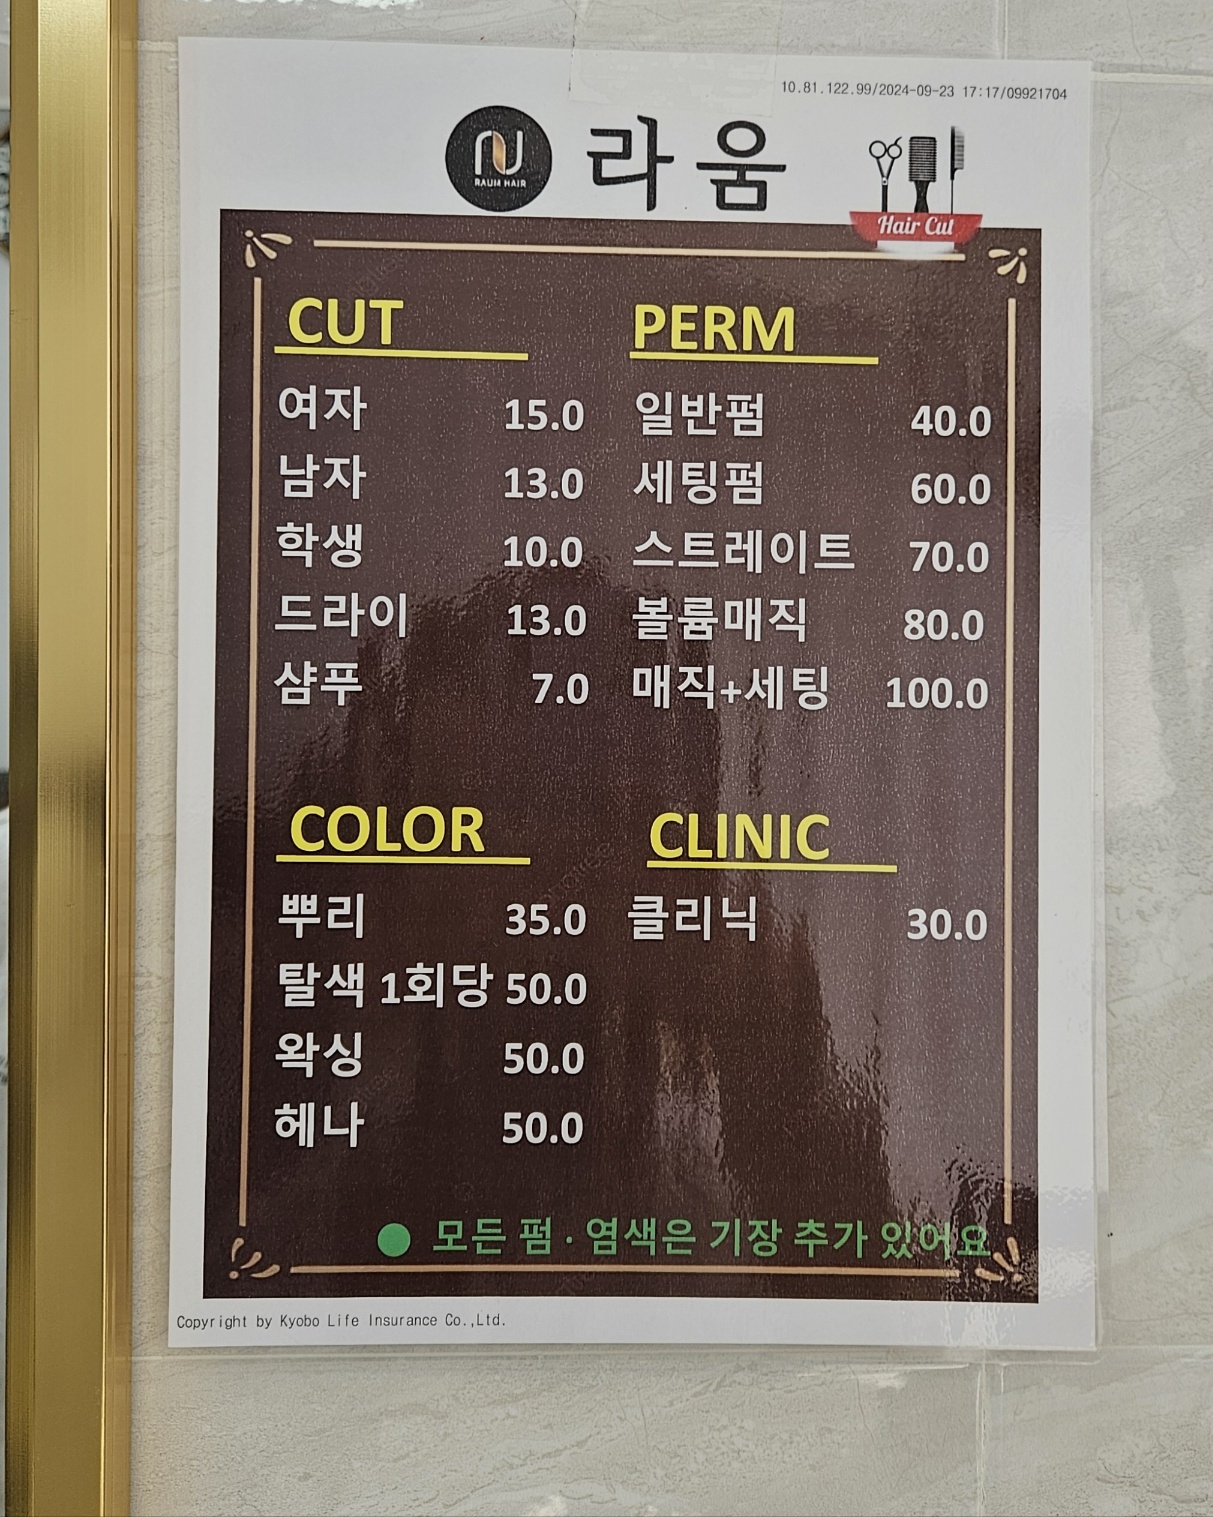 10.81.122.99/2024-09-23 17:17/09921704
RAUM HAIR
라움
Hair Cut
CUT
여자 15.0
남자 13.0
학생 10.0
드라이 13.0
샴푸 7.0
PERM
일반펌 40.0
세팅펌 60.0
스트레이트 70.0
볼륨매직 80.0
매직+세팅 100.0
COLOR
뿌리 35.0
탈색 1회당 50.0
왁싱 50.0
헤나 50.0
CLINIC
클리닉 30.0
● 모든 펌 · 염색은 기장 추가 있어요
Copyright by Kyobo Life Insurance Co.,Ltd.